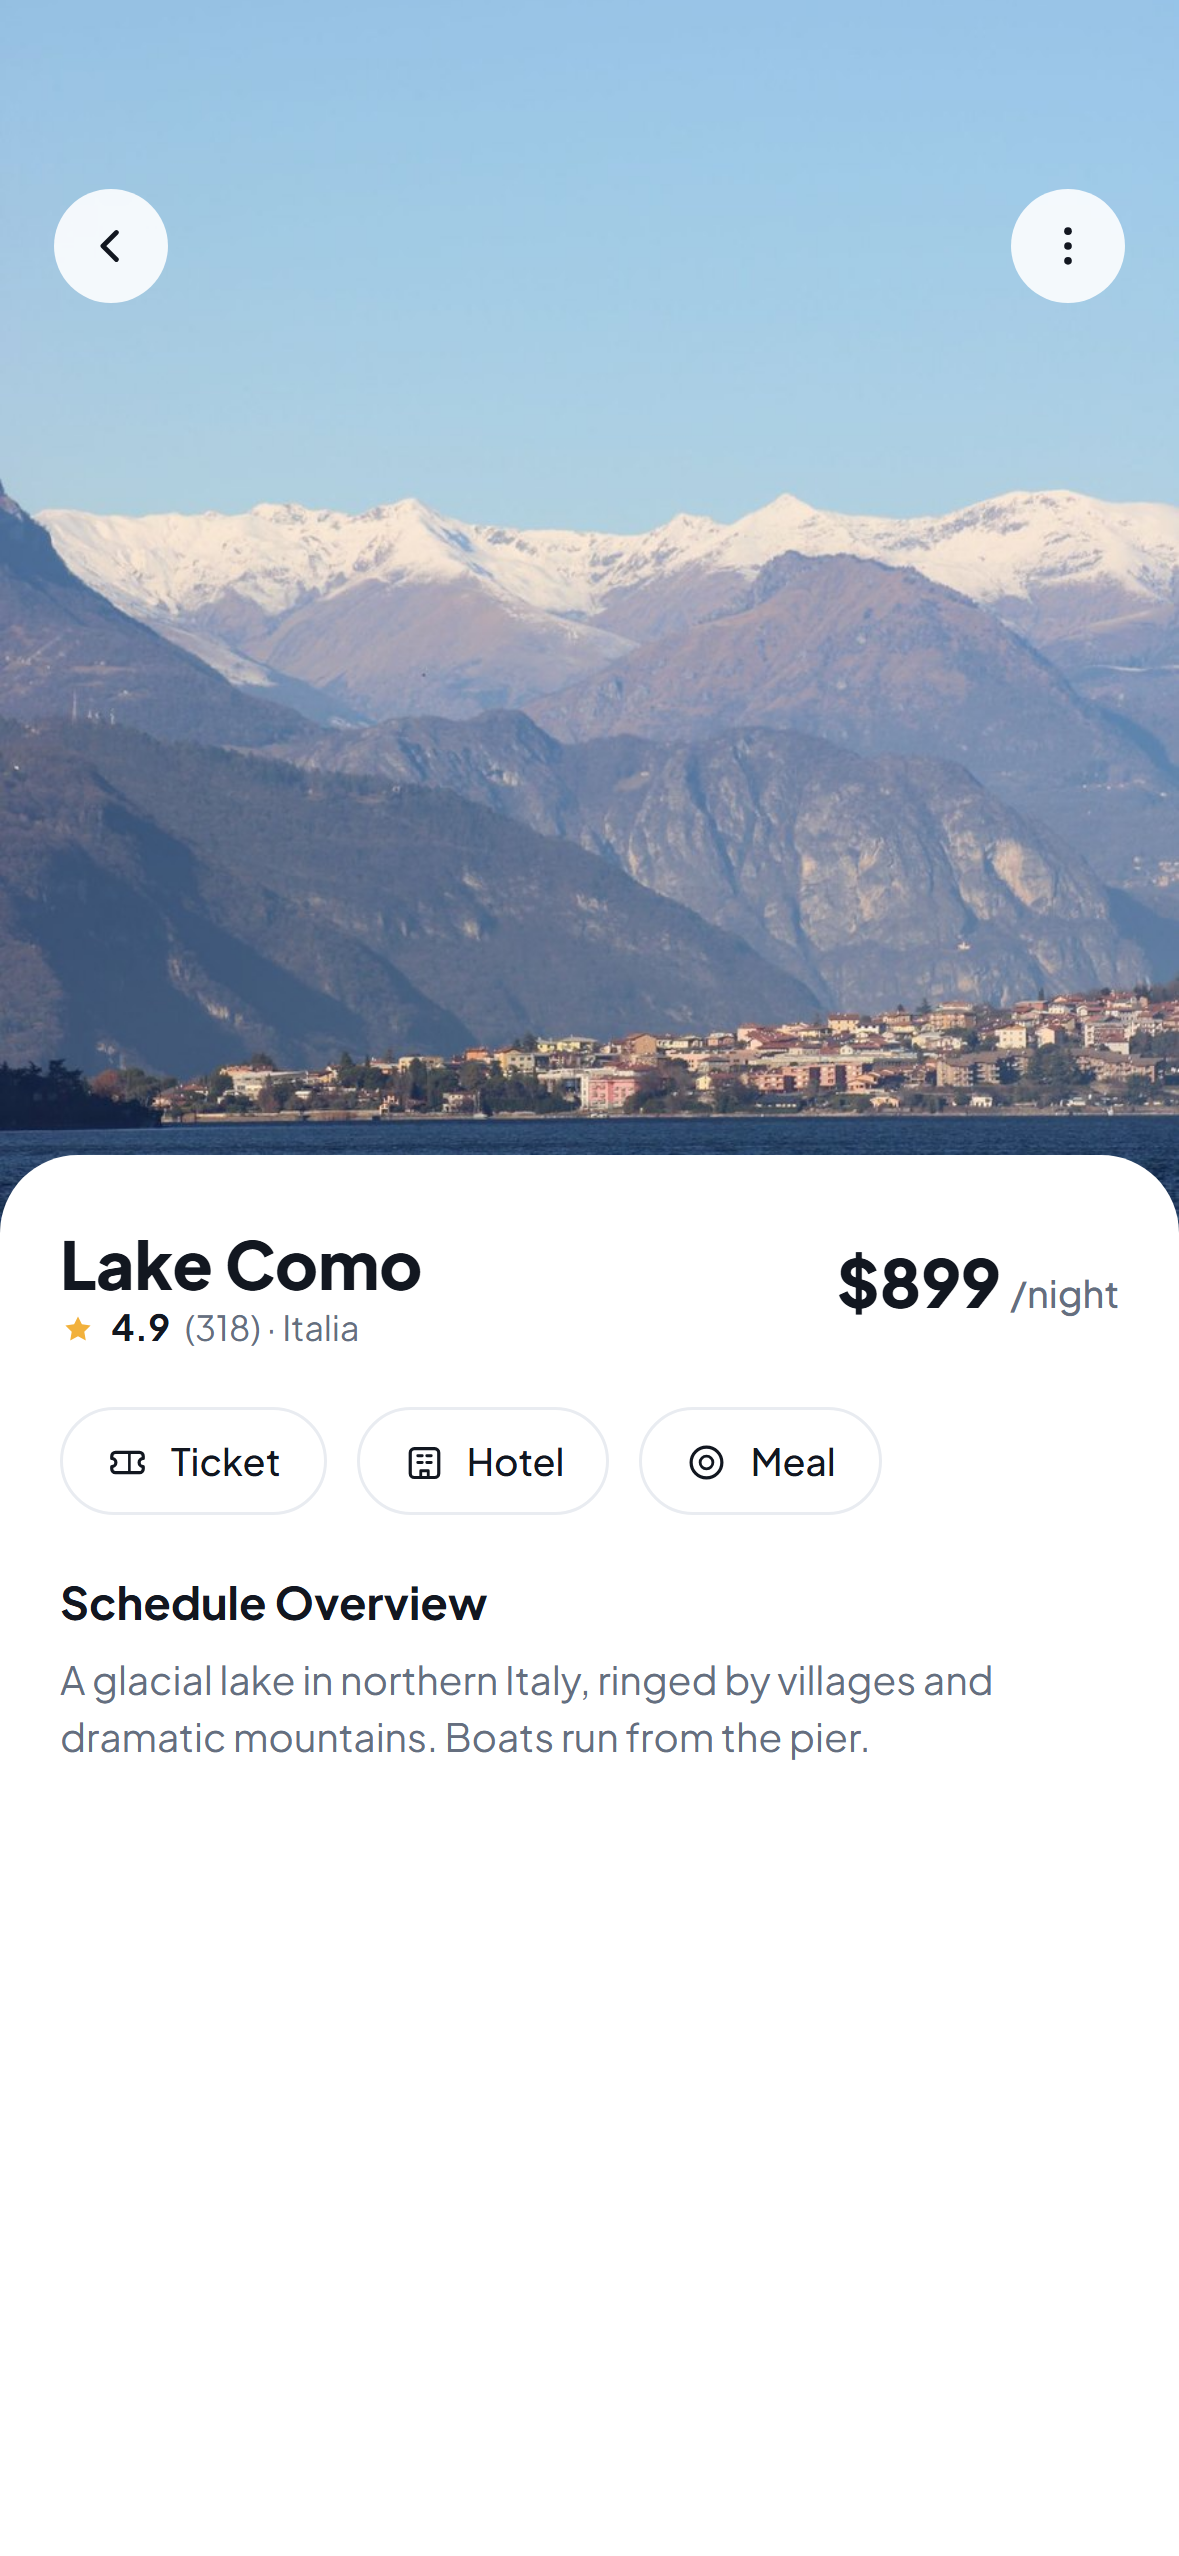 Lake Como
$899 /night
4.9 (318) · Italia
Ticket
Hotel
Meal
Schedule Overview
A glacial lake in northern Italy, ringed by villages and
dramatic mountains. Boats run from the pier.